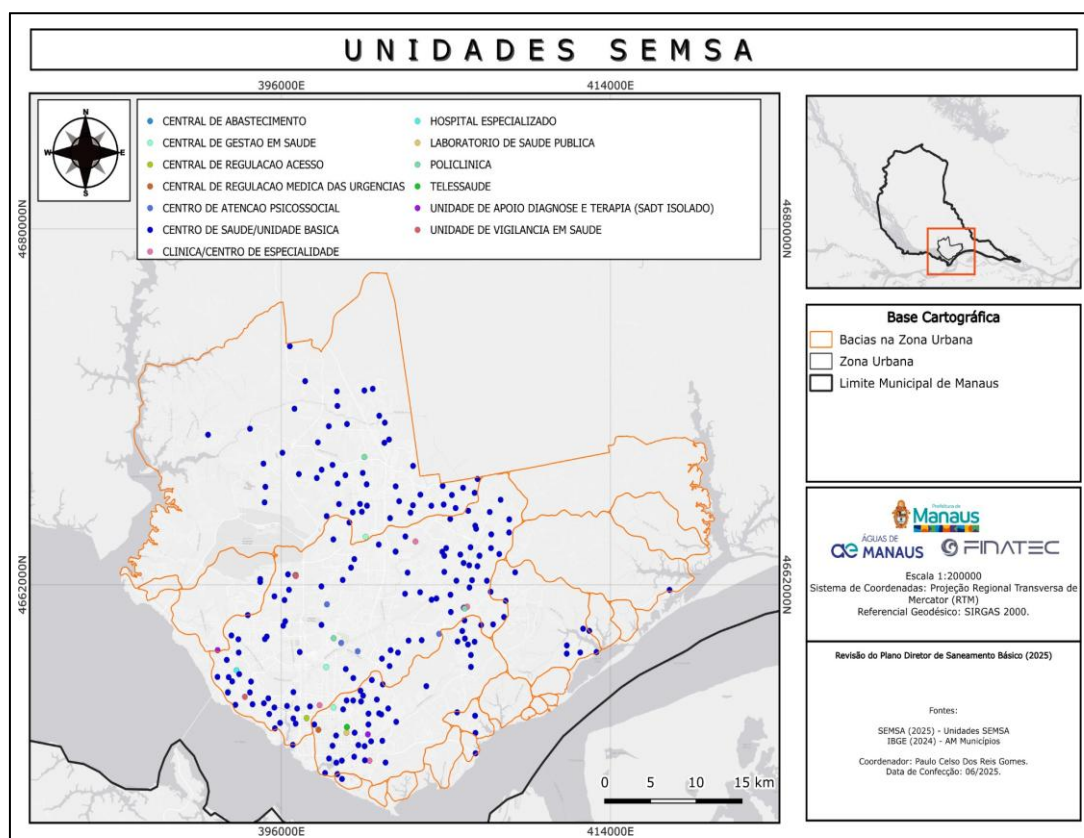 UNIDADES SEMSA
396000E
414000E
N
W
E
S
CENTRAL DE ABASTECIMENTO
CENTRAL DE GESTAO EM SAUDE
CENTRAL DE REGULACAO ACESSO
CENTRAL DE REGULACAO MEDICA DAS URGENCIAS
CENTRO DE ATENCAO PSICOSSOCIAL
CENTRO DE SAUDE/UNIDADE BASICA
CLINICA/CENTRO DE ESPECIALIDADE
HOSPITAL ESPECIALIZADO
LABORATORIO DE SAUDE PUBLICA
POLICLINICA
TELESSAUDE
UNIDADE DE APOIO DIAGNOSE E TERAPIA (SADT ISOLADO)
UNIDADE DE VIGILANCIA EM SAUDE
4680000N
4680000N
4662000N
4662000N
0 5 10 15 km
396000E
414000E
Base Cartográfica
Bacias na Zona Urbana
Zona Urbana
Limite Municipal de Manaus
Prefeitura de
Manaus
ÁGUAS DE
MANAUS
FINATEC
Escala 1:200000
Sistema de Coordenadas: Projeção Regional Transversa de
Mercator (RTM)
Referencial Geodésico: SIRGAS 2000.
Revisão do Plano Diretor de Saneamento Básico (2025)
Fontes:
SEMSA (2025) - Unidades SEMSA
IBGE (2024) - AM Municípios
Coordenador: Paulo Celso Dos Reis Gomes.
Data de Confecção: 06/2025.